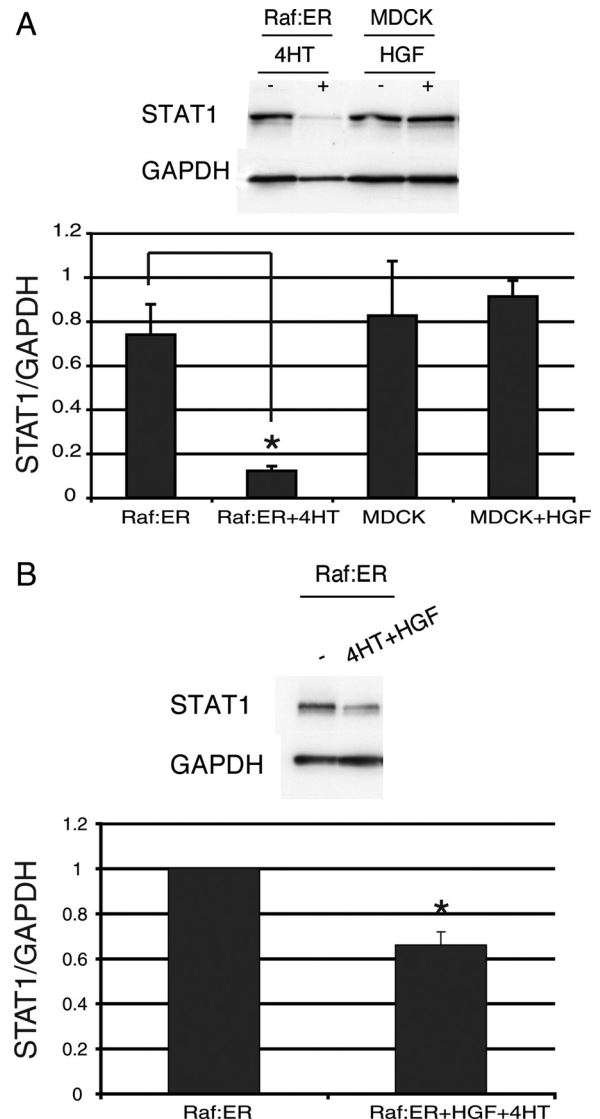 A
Raf:ER MDCK
4HT HGF
- + - +
STAT1
GAPDH
1.2
1
0.8
0.6
0.4
0.2
0
STAT1/GAPDH
*
Raf:ER Raf:ER+4HT MDCK MDCK+HGF
B
Raf:ER
- 4HT+HGF
STAT1
GAPDH
1.2
1
0.8
0.6
0.4
0.2
0
STAT1/GAPDH
*
Raf:ER Raf:ER+HGF+4HT